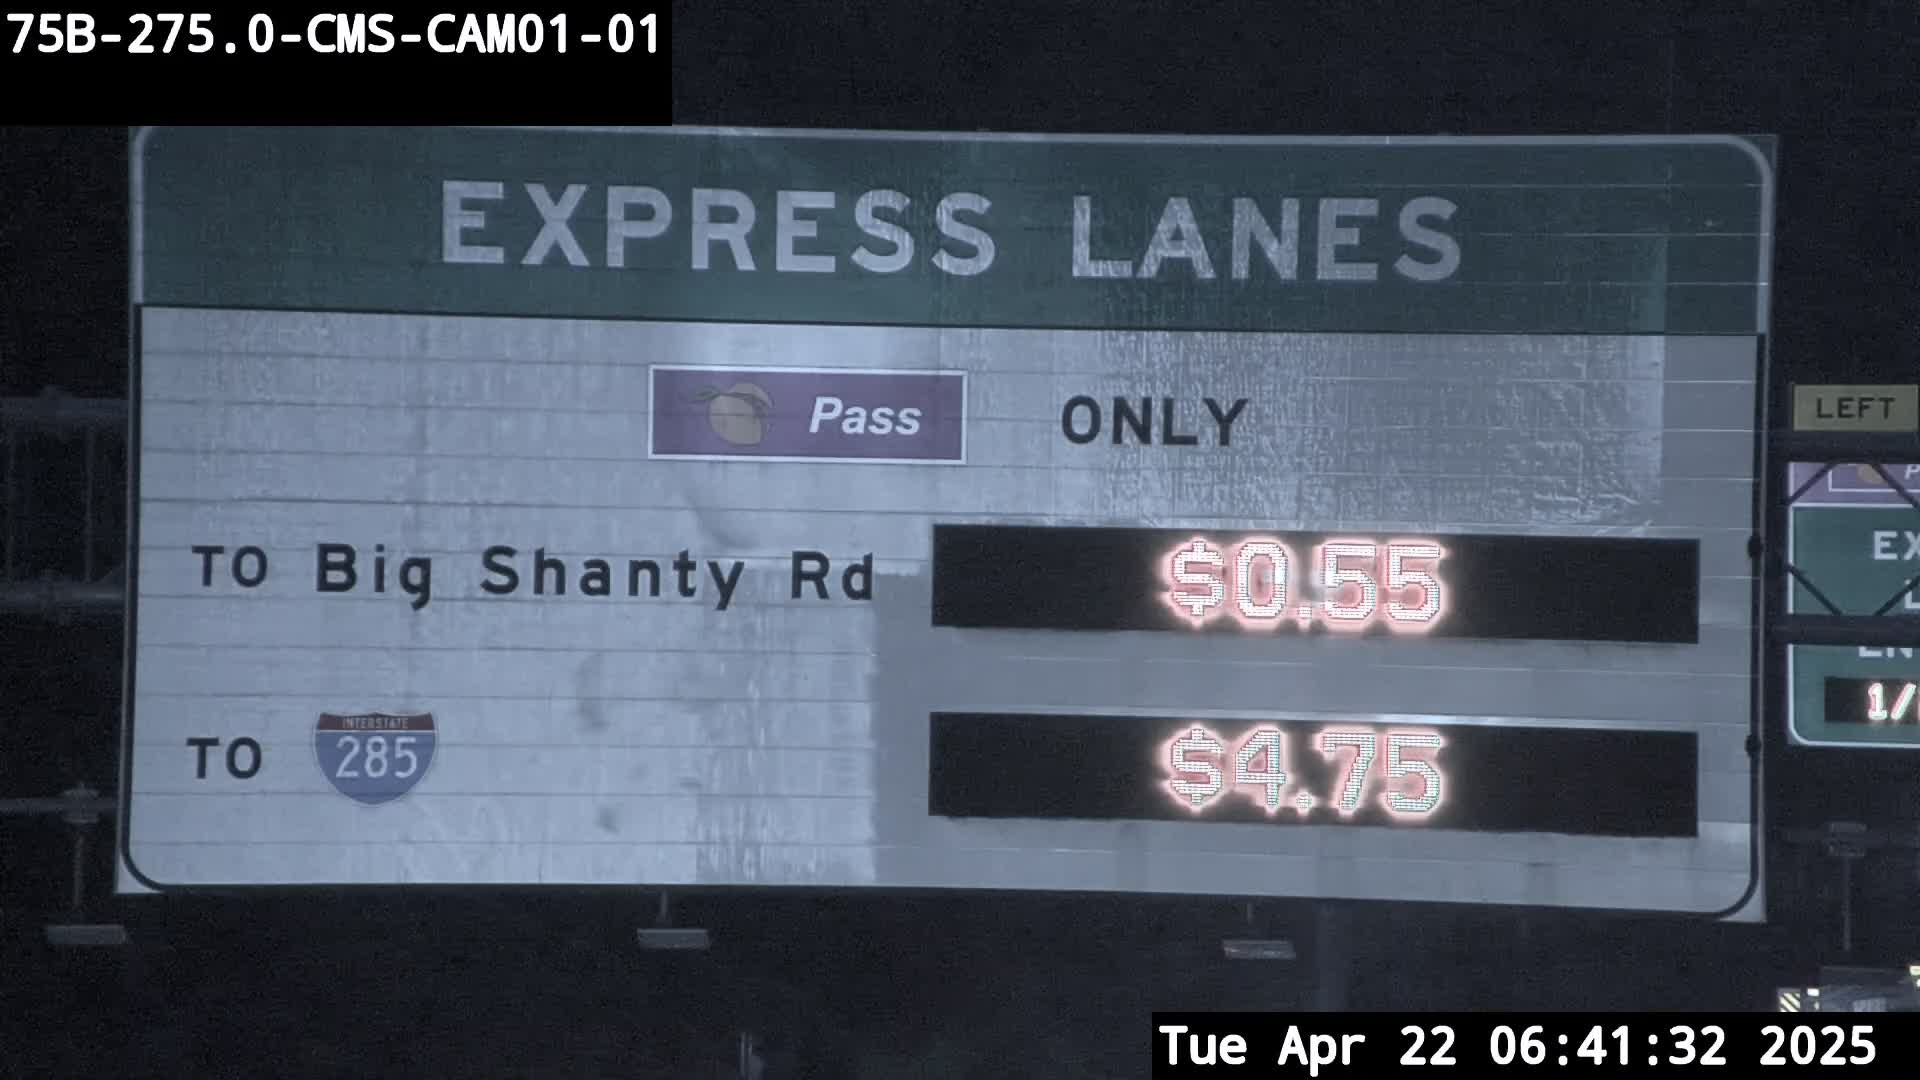 75B-275.0-CMS-CAM01-01
EXPRESS LANES
Pass ONLY
TO Big Shanty Rd $0.55
TO INTERSTATE 285 $4.75
LEFT
1/
Tue Apr 22 06:41:32 2025